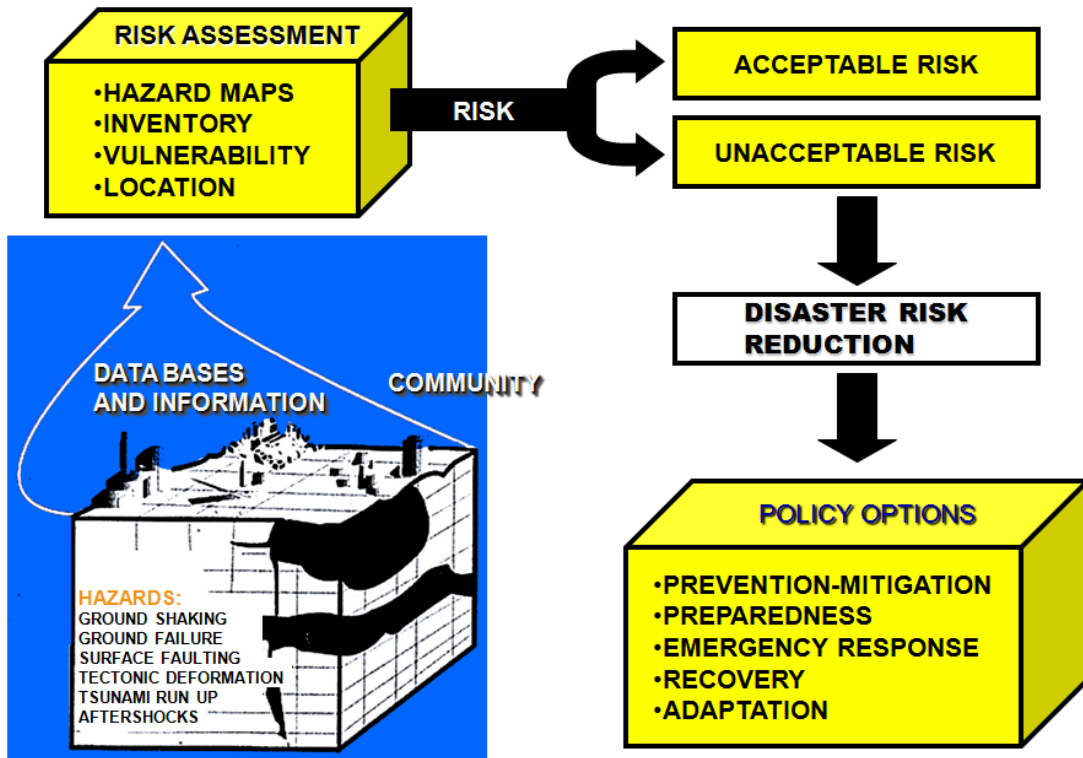 RISK ASSESSMENT
•HAZARD MAPS
•INVENTORY
•VULNERABILITY
•LOCATION
RISK
ACCEPTABLE RISK
UNACCEPTABLE RISK
DISASTER RISK
REDUCTION
DATA BASES
AND INFORMATION
COMMUNITY
HAZARDS:
GROUND SHAKING
GROUND FAILURE
SURFACE FAULTING
TECTONIC DEFORMATION
TSUNAMI RUN UP
AFTERSHOCKS
POLICY OPTIONS
•PREVENTION-MITIGATION
•PREPAREDNESS
•EMERGENCY RESPONSE
•RECOVERY
•ADAPTATION